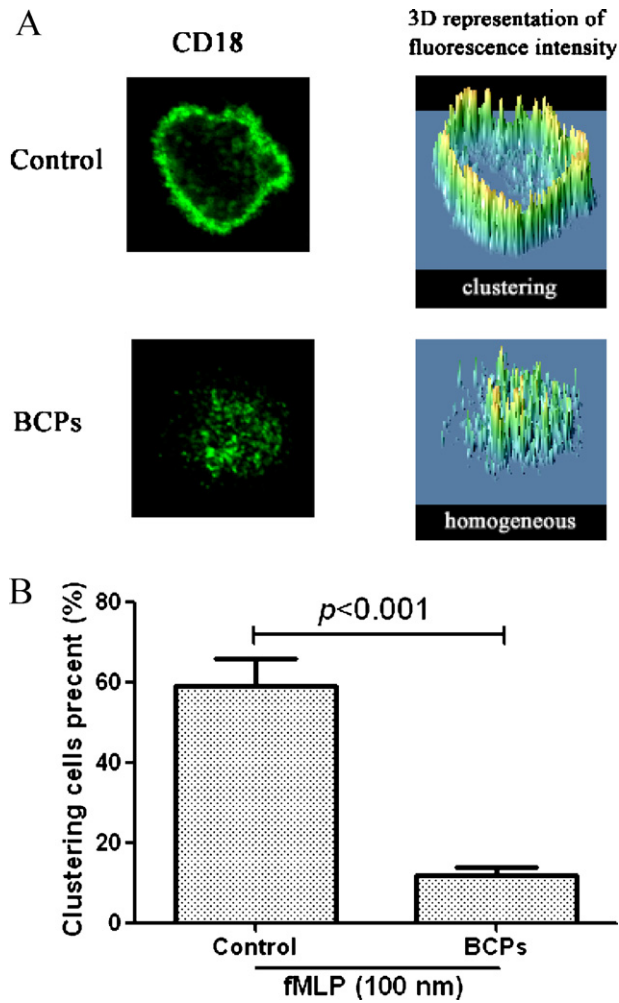 A
CD18
3D representation of
fluorescence intensity
Control
clustering
BCPs
homogeneous
B
Clustering cells precent (%)
80
60
40
20
0
p<0.001
Control
BCPs
fMLP (100 nm)